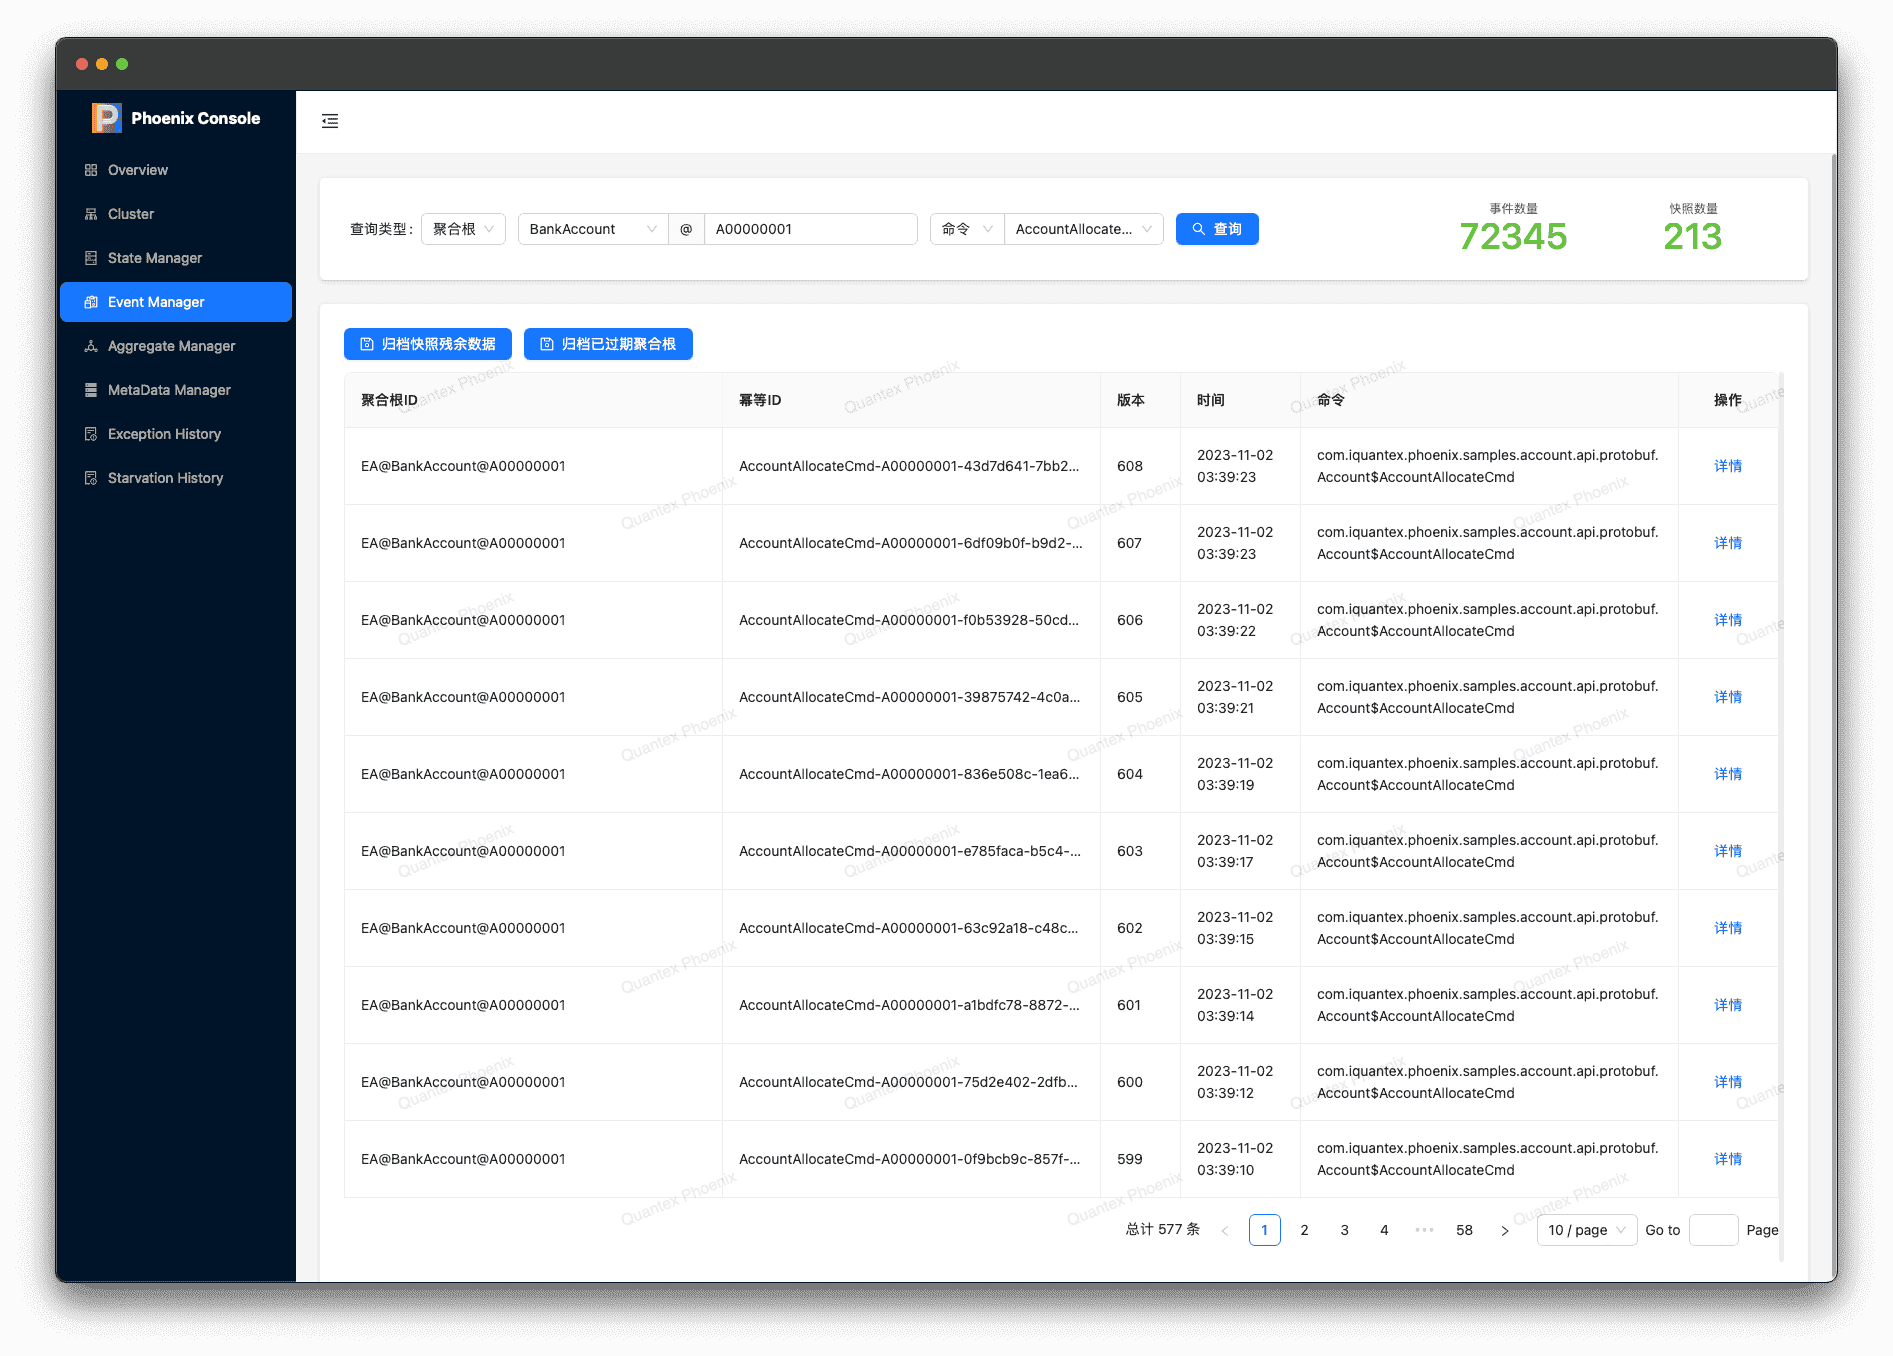 Phoenix Console
Overview
Cluster
State Manager
Event Manager
Aggregate Manager
MetaData Manager
Exception History
Starvation History
查询类型: 聚合根 BankAccount @ A00000001 命令 AccountAllocate... 查询
事件数量
72345
快照数量
213
归档快照残余数据 归档已过期聚合根
聚合根ID 幂等ID 版本 时间 命令 操作
EA@BankAccount@A00000001 AccountAllocateCmd-A00000001-43d7d641-7bb2... 608 2023-11-02 03:39:23 com.iquantex.phoenix.samples.account.api.protobuf.Account$AccountAllocateCmd 详情
EA@BankAccount@A00000001 AccountAllocateCmd-A00000001-6df09b0f-b9d2-... 607 2023-11-02 03:39:23 com.iquantex.phoenix.samples.account.api.protobuf.Account$AccountAllocateCmd 详情
EA@BankAccount@A00000001 AccountAllocateCmd-A00000001-f0b53928-50cd... 606 2023-11-02 03:39:22 com.iquantex.phoenix.samples.account.api.protobuf.Account$AccountAllocateCmd 详情
EA@BankAccount@A00000001 AccountAllocateCmd-A00000001-39875742-4c0a... 605 2023-11-02 03:39:21 com.iquantex.phoenix.samples.account.api.protobuf.Account$AccountAllocateCmd 详情
EA@BankAccount@A00000001 AccountAllocateCmd-A00000001-836e508c-1ea6... 604 2023-11-02 03:39:19 com.iquantex.phoenix.samples.account.api.protobuf.Account$AccountAllocateCmd 详情
EA@BankAccount@A00000001 AccountAllocateCmd-A00000001-e785faca-b5c4-... 603 2023-11-02 03:39:17 com.iquantex.phoenix.samples.account.api.protobuf.Account$AccountAllocateCmd 详情
EA@BankAccount@A00000001 AccountAllocateCmd-A00000001-63c92a18-c48c... 602 2023-11-02 03:39:15 com.iquantex.phoenix.samples.account.api.protobuf.Account$AccountAllocateCmd 详情
EA@BankAccount@A00000001 AccountAllocateCmd-A00000001-a1bdfc78-8872-... 601 2023-11-02 03:39:14 com.iquantex.phoenix.samples.account.api.protobuf.Account$AccountAllocateCmd 详情
EA@BankAccount@A00000001 AccountAllocateCmd-A00000001-75d2e402-2dfb... 600 2023-11-02 03:39:12 com.iquantex.phoenix.samples.account.api.protobuf.Account$AccountAllocateCmd 详情
EA@BankAccount@A00000001 AccountAllocateCmd-A00000001-0f9bcb9c-857f-... 599 2023-11-02 03:39:10 com.iquantex.phoenix.samples.account.api.protobuf.Account$AccountAllocateCmd 详情
总计 577 条 < 1 2 3 4 ••• 58 > 10 / page Go to Page
Quantex Phoenix